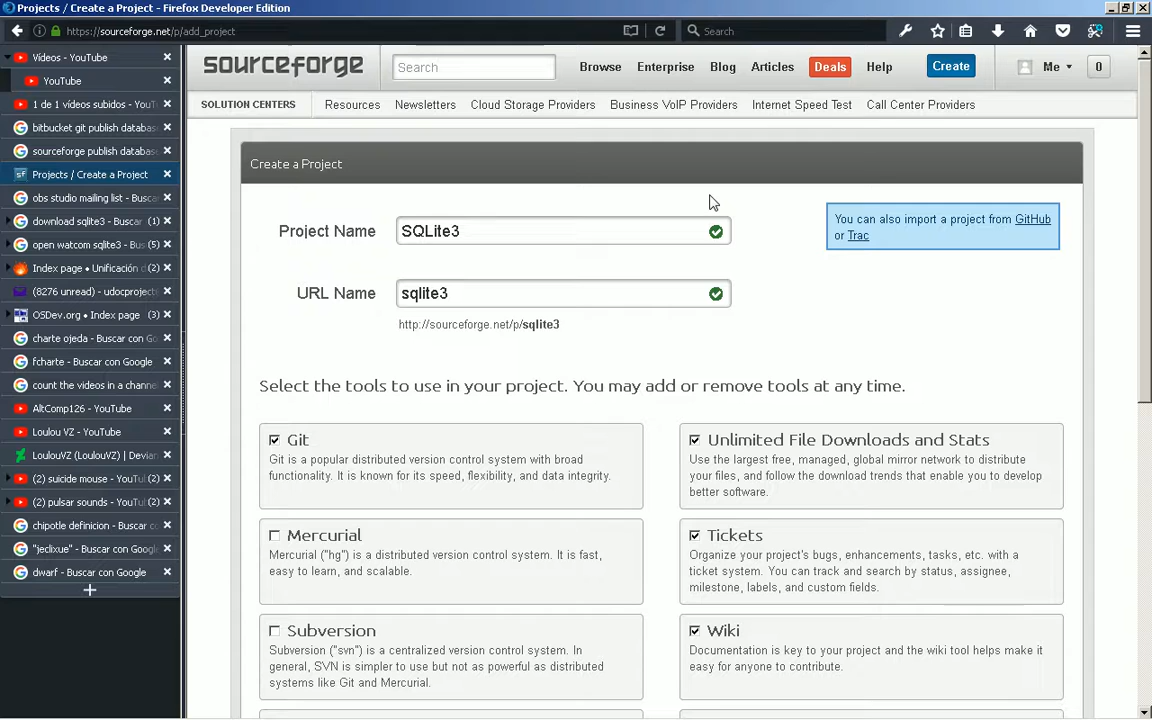 Projects / Create a Project - Firefox Developer Edition
https://sourceforge.net/p/add_project
Search
Vídeos - YouTube
YouTube
1 de 1 vídeos subidos - YouT
bitbucket git publish databas
sourceforge publish databas
Projects / Create a Project
obs studio mailing list - Busca
download sqlite3 - Buscar (1)
open watcom sqlite3 - Bus (5)
Index page • Unificación d (2)
(8276 unread) - udocproject
OSDev.org • Index page (3)
charte ojeda - Buscar con Go
fcharte - Buscar con Google
count the videos in a channe
AltComp126 - YouTube
Loulou VZ - YouTube
LoulouVZ (LoulouVZ) | Devian
(2) suicide mouse - YouTul (2)
(2) pulsar sounds - YouTul (2)
chipotle definicion - Buscar co
"jeclixue" - Buscar con Googl
dwarf - Buscar con Google
sourceforge
Search
Browse Enterprise Blog Articles Deals Help Create Me 0
SOLUTION CENTERS Resources Newsletters Cloud Storage Providers Business VoIP Providers Internet Speed Test Call Center Providers
Create a Project
Project Name SQLite3
You can also import a project from GitHub
or Trac
URL Name sqlite3
http://sourceforge.net/p/sqlite3
Select the tools to use in your project. You may add or remove tools at any time.
Git
Git is a popular distributed version control system with broad
functionality. It is known for its speed, flexibility, and data integrity.
Unlimited File Downloads and Stats
Use the largest free, managed, global mirror network to distribute
your files, and follow the download trends that enable you to develop
better software.
Mercurial
Mercurial ("hg") is a distributed version control system. It is fast,
easy to learn, and scalable.
Tickets
Organize your project's bugs, enhancements, tasks, etc. with a
ticket system. You can track and search by status, assignee,
milestone, labels, and custom fields.
Subversion
Subversion ("svn") is a centralized version control system. In
general, SVN is simpler to use but not as powerful as distributed
systems like Git and Mercurial.
Wiki
Documentation is key to your project and the wiki tool helps make it
easy for anyone to contribute.